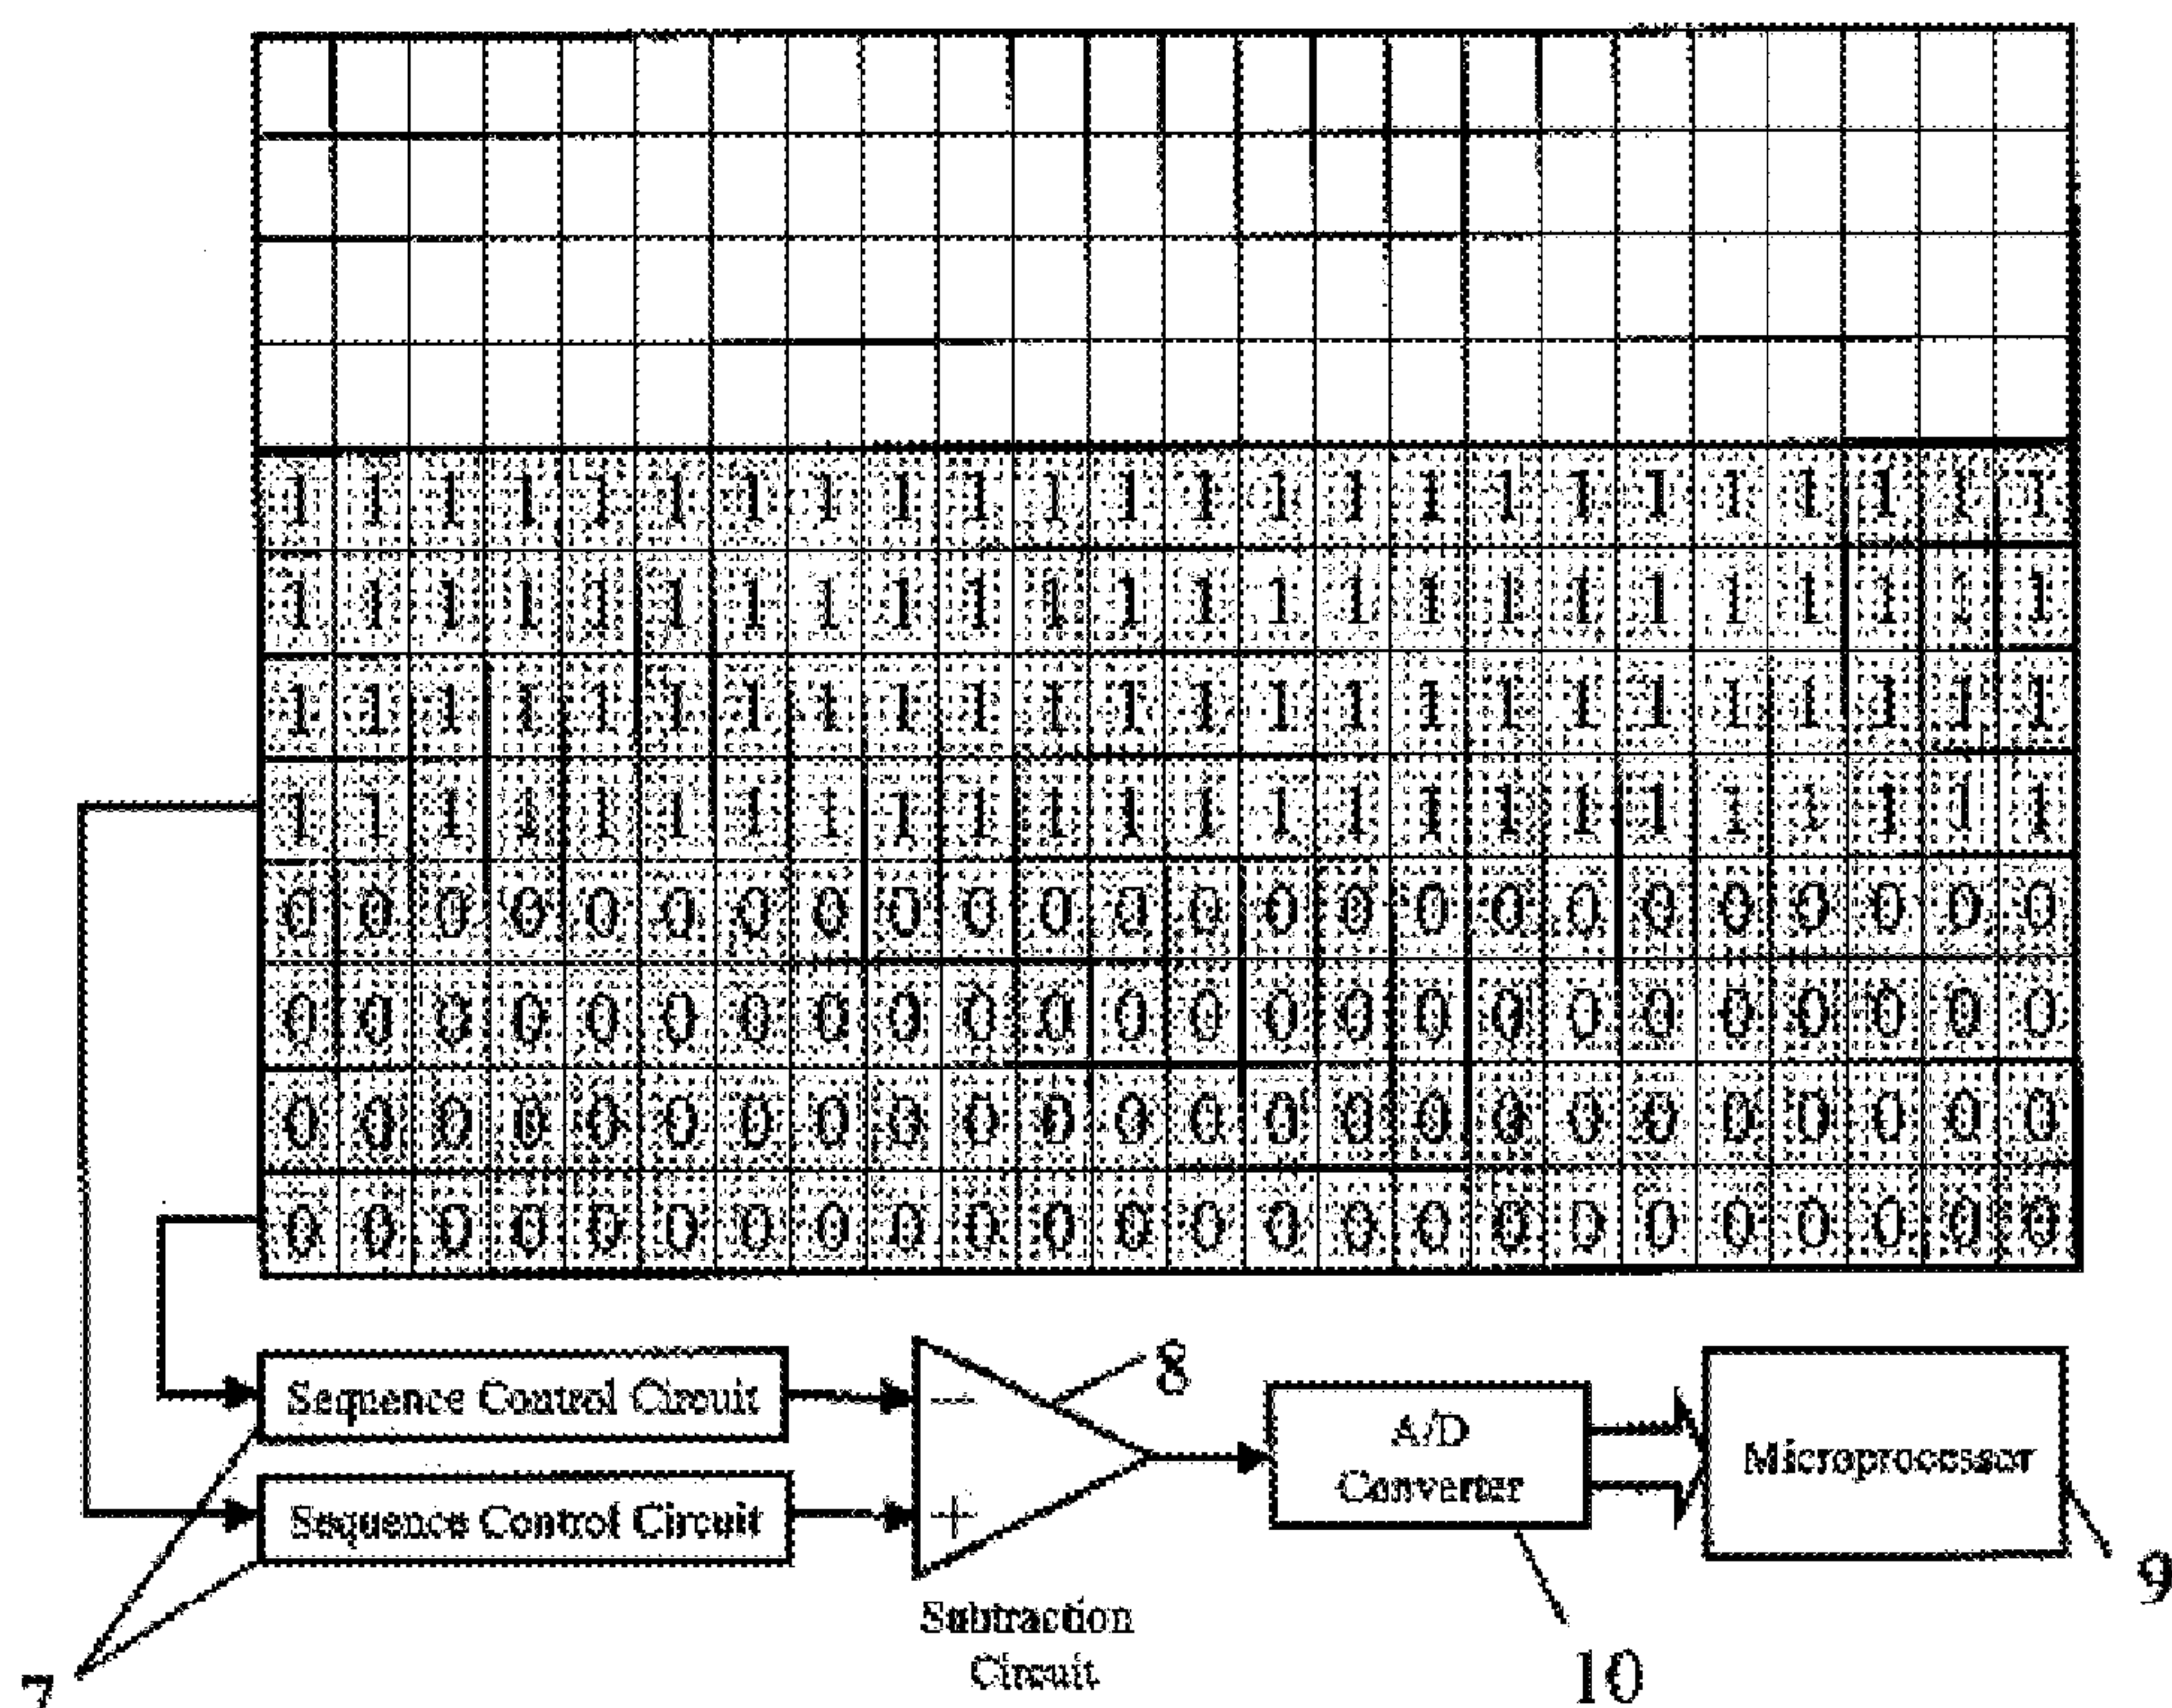 1 1 1 1 1 1 1 1 1 1 1 1 1 1 1 1 1 1 1 1 1 1 1 1
1 1 1 1 1 1 1 1 1 1 1 1 1 1 1 1 1 1 1 1 1 1 1 1
1 1 1 1 1 1 1 1 1 1 1 1 1 1 1 1 1 1 1 1 1 1 1 1
1 1 1 1 1 1 1 1 1 1 1 1 1 1 1 1 1 1 1 1 1 1 1 1
0 0 0 0 0 0 0 0 0 0 0 0 0 0 0 0 0 0 0 0 0 0 0 0
0 0 0 0 0 0 0 0 0 0 0 0 0 0 0 0 0 0 0 0 0 0 0 0
0 0 0 0 0 0 0 0 0 0 0 0 0 0 0 0 0 0 0 0 0 0 0 0
0 0 0 0 0 0 0 0 0 0 0 0 0 0 0 0 0 0 0 0 0 0 0 0
Sequence Control Circuit
Sequence Control Circuit
7
−
+
8
Subtraction
Circuit
A/D
Converter
10
Microprocessor
9